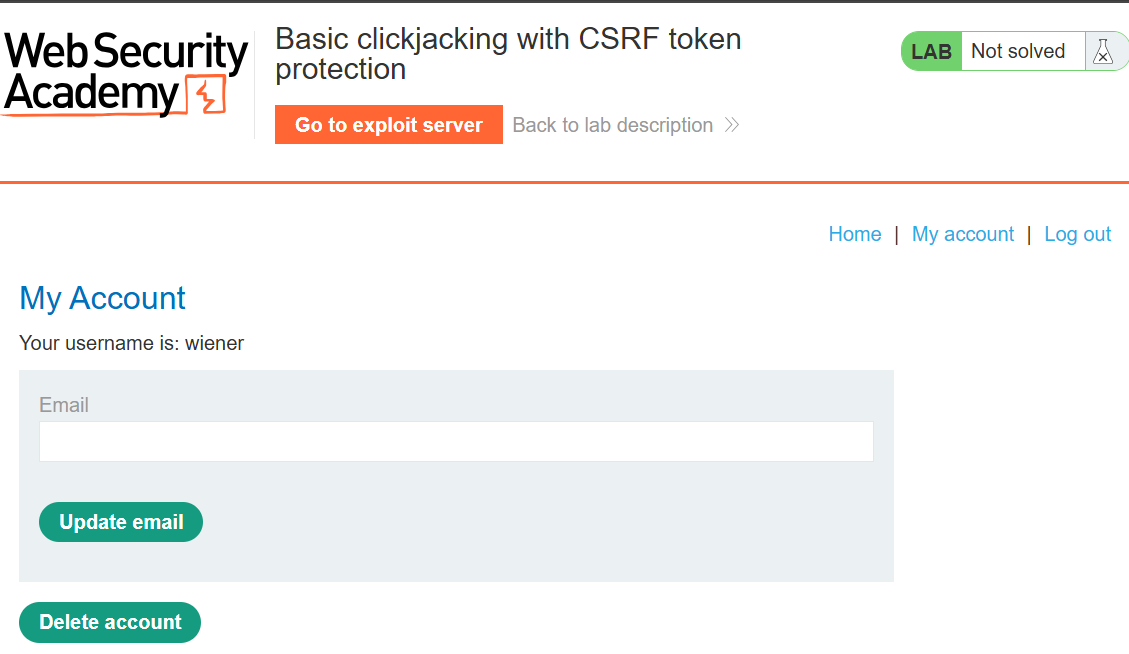 Web Security
Academy
Basic clickjacking with CSRF token
protection
Go to exploit server
Back to lab description
LAB Not solved
Home | My account | Log out
My Account
Your username is: wiener
Email
Update email
Delete account